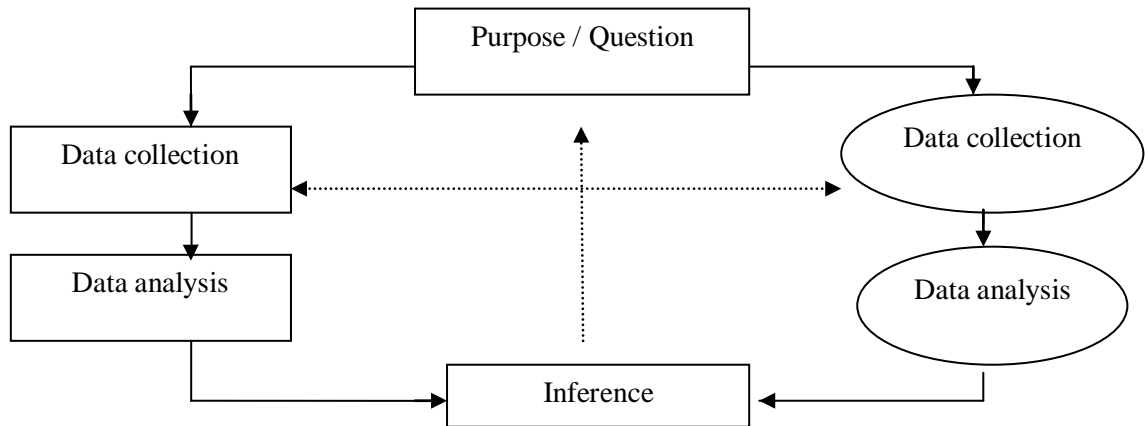 Purpose / Question
Data collection
Data collection
Data analysis
Data analysis
Inference